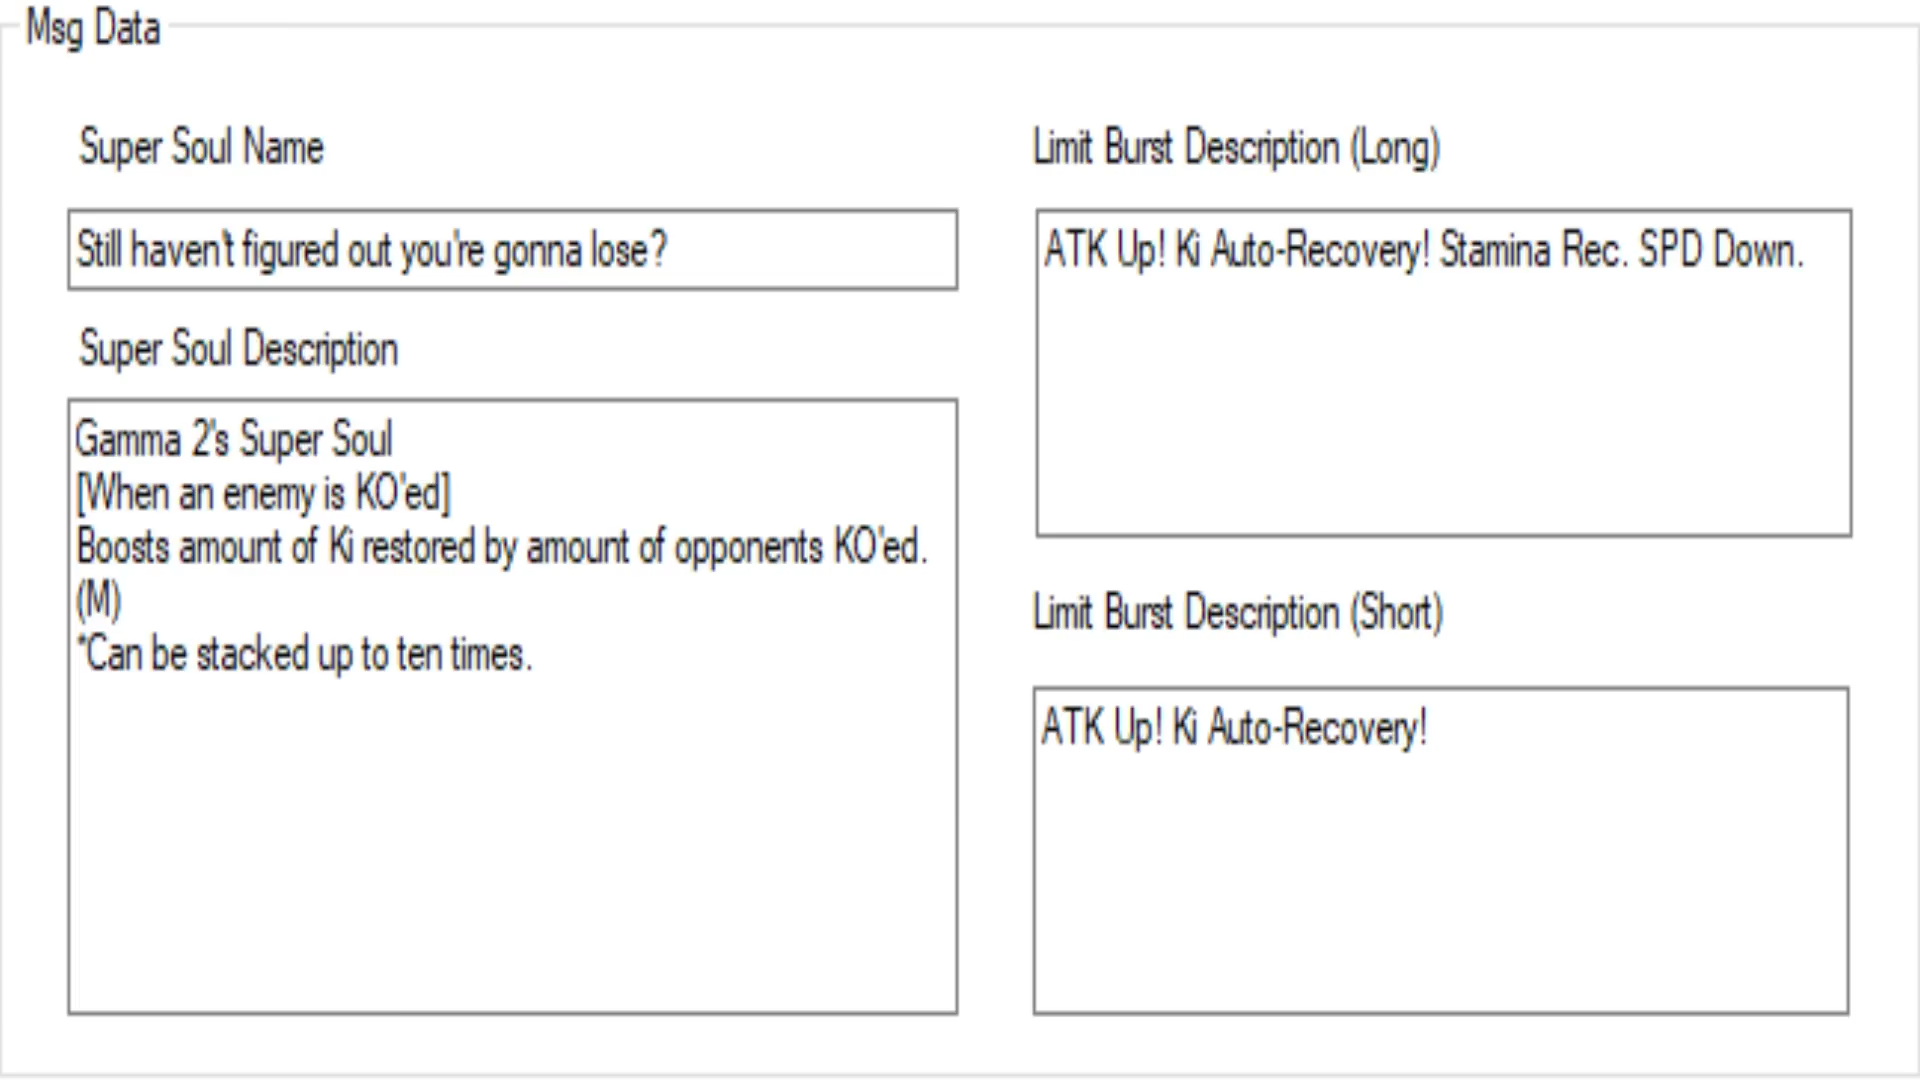 Msg Data
Super Soul Name
Still haven't figured out you're gonna lose?
Super Soul Description
Gamma 2's Super Soul
[When an enemy is KO'ed]
Boosts amount of Ki restored by amount of opponents KO'ed.
(M)
*Can be stacked up to ten times.
Limit Burst Description (Long)
ATK Up! Ki Auto-Recovery! Stamina Rec. SPD Down.
Limit Burst Description (Short)
ATK Up! Ki Auto-Recovery!